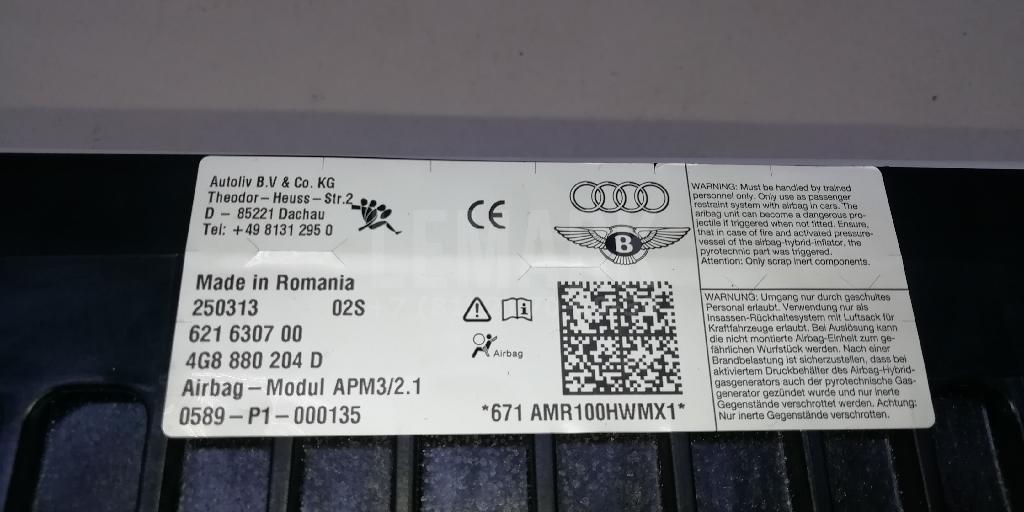 Autoliv B.V & Co. KG
Theodor-Heuss-Str.2
D - 85221 Dachau
Tel: +49 8131 295 0
CE
B
WARNING: Must be handled by trained
personnel only. Only use as passenger
restraint system with airbag in cars. The
airbag unit can become a dangerous pro-
jectile if triggered when not fitted. Ensure,
that in case of fire and activated pressure-
vessel of the airbag-hybrid-inflator, the
pyrotechnic part was triggered.
Attention: Only scrap inert components.
Made in Romania
250313 02S
621 6307 00
4G8 880 204 D
Airbag-Modul APM3/2.1
0589-P1-000135
Airbag
*671 AMR100HWMX1*
WARNUNG: Umgang nur durch geschultes
Personal erlaubt. Verwendung nur als
Insassen-Rückhaltesystem mit Luftsack für
Kraftfahrzeuge erlaubt. Bei Auslösung kann
die nicht montierte Airbag-Einheit zum ge-
fährlichen Wurfstück werden. Nach einer
Brandbelastung ist sicherzustellen, dass bei
aktiviertem Druckbehälter des Airbag-Hybrid-
gasgenerators auch der pyrotechnische Gas-
generator gezündet wurde und nur inerte
Gegenstände verschrottet werden. Achtung:
Nur inerte Gegenstände verschrotten.